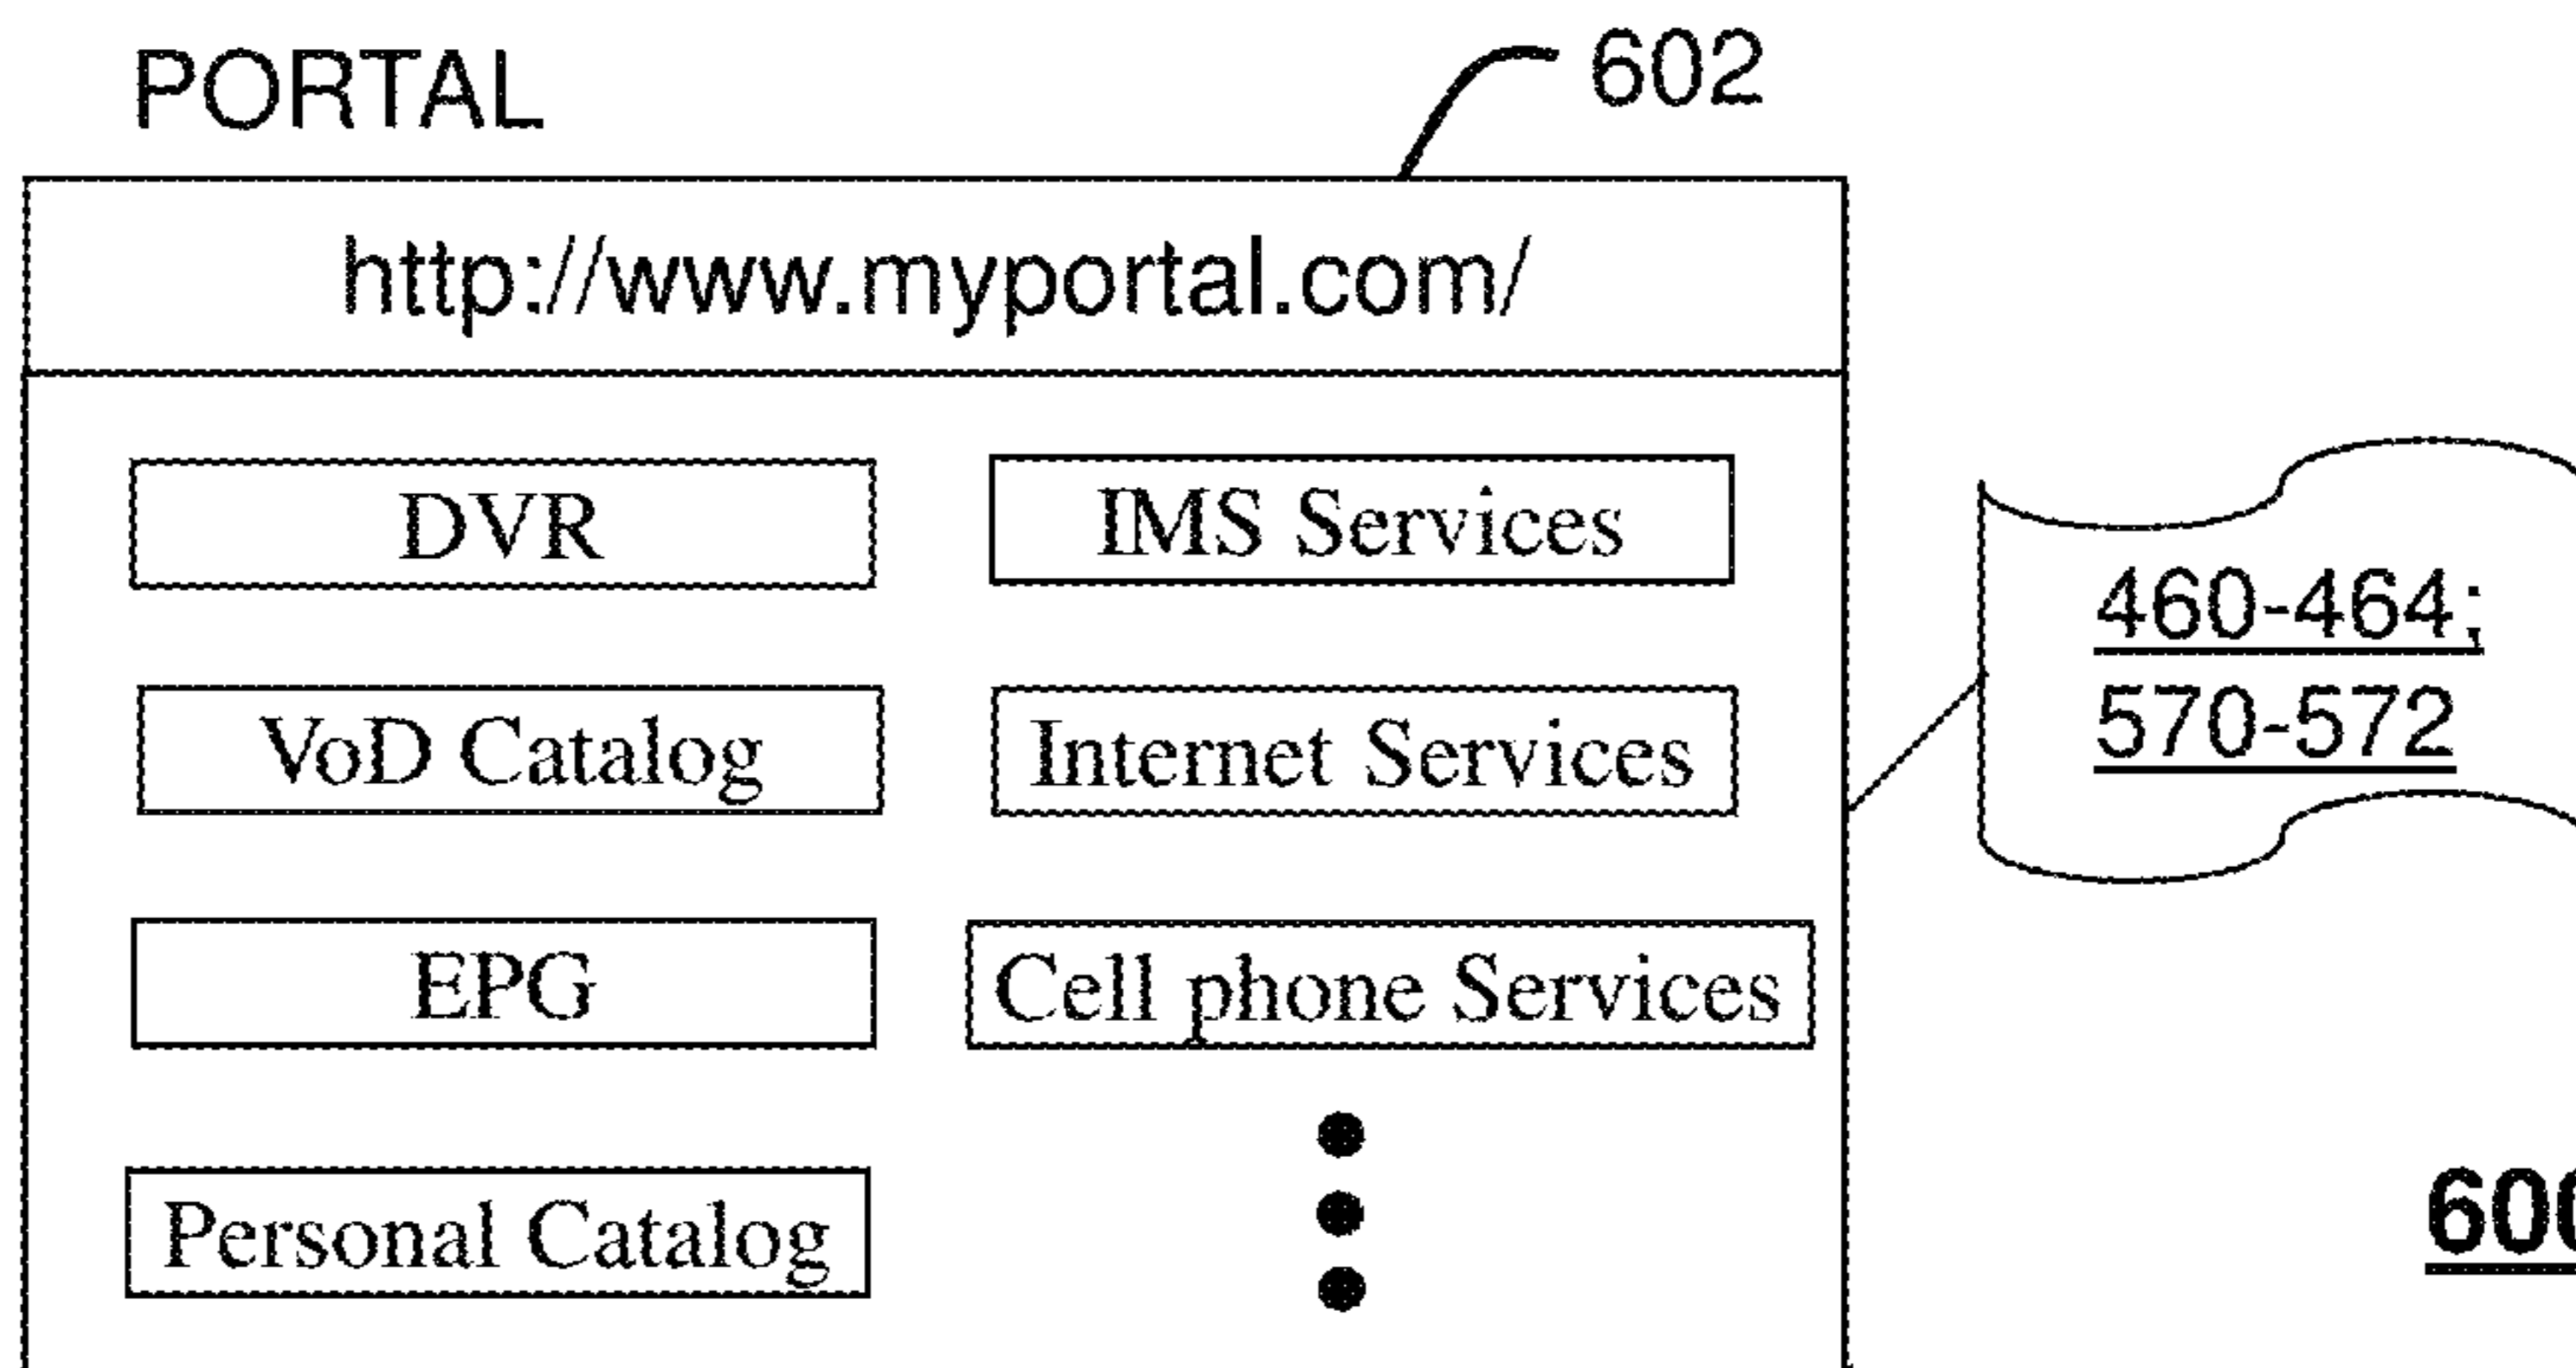 PORTAL
602
http://www.myportal.com/
DVR
IMS Services
VoD Catalog
Internet Services
EPG
Cell phone Services
Personal Catalog
460-464;
570-572
600